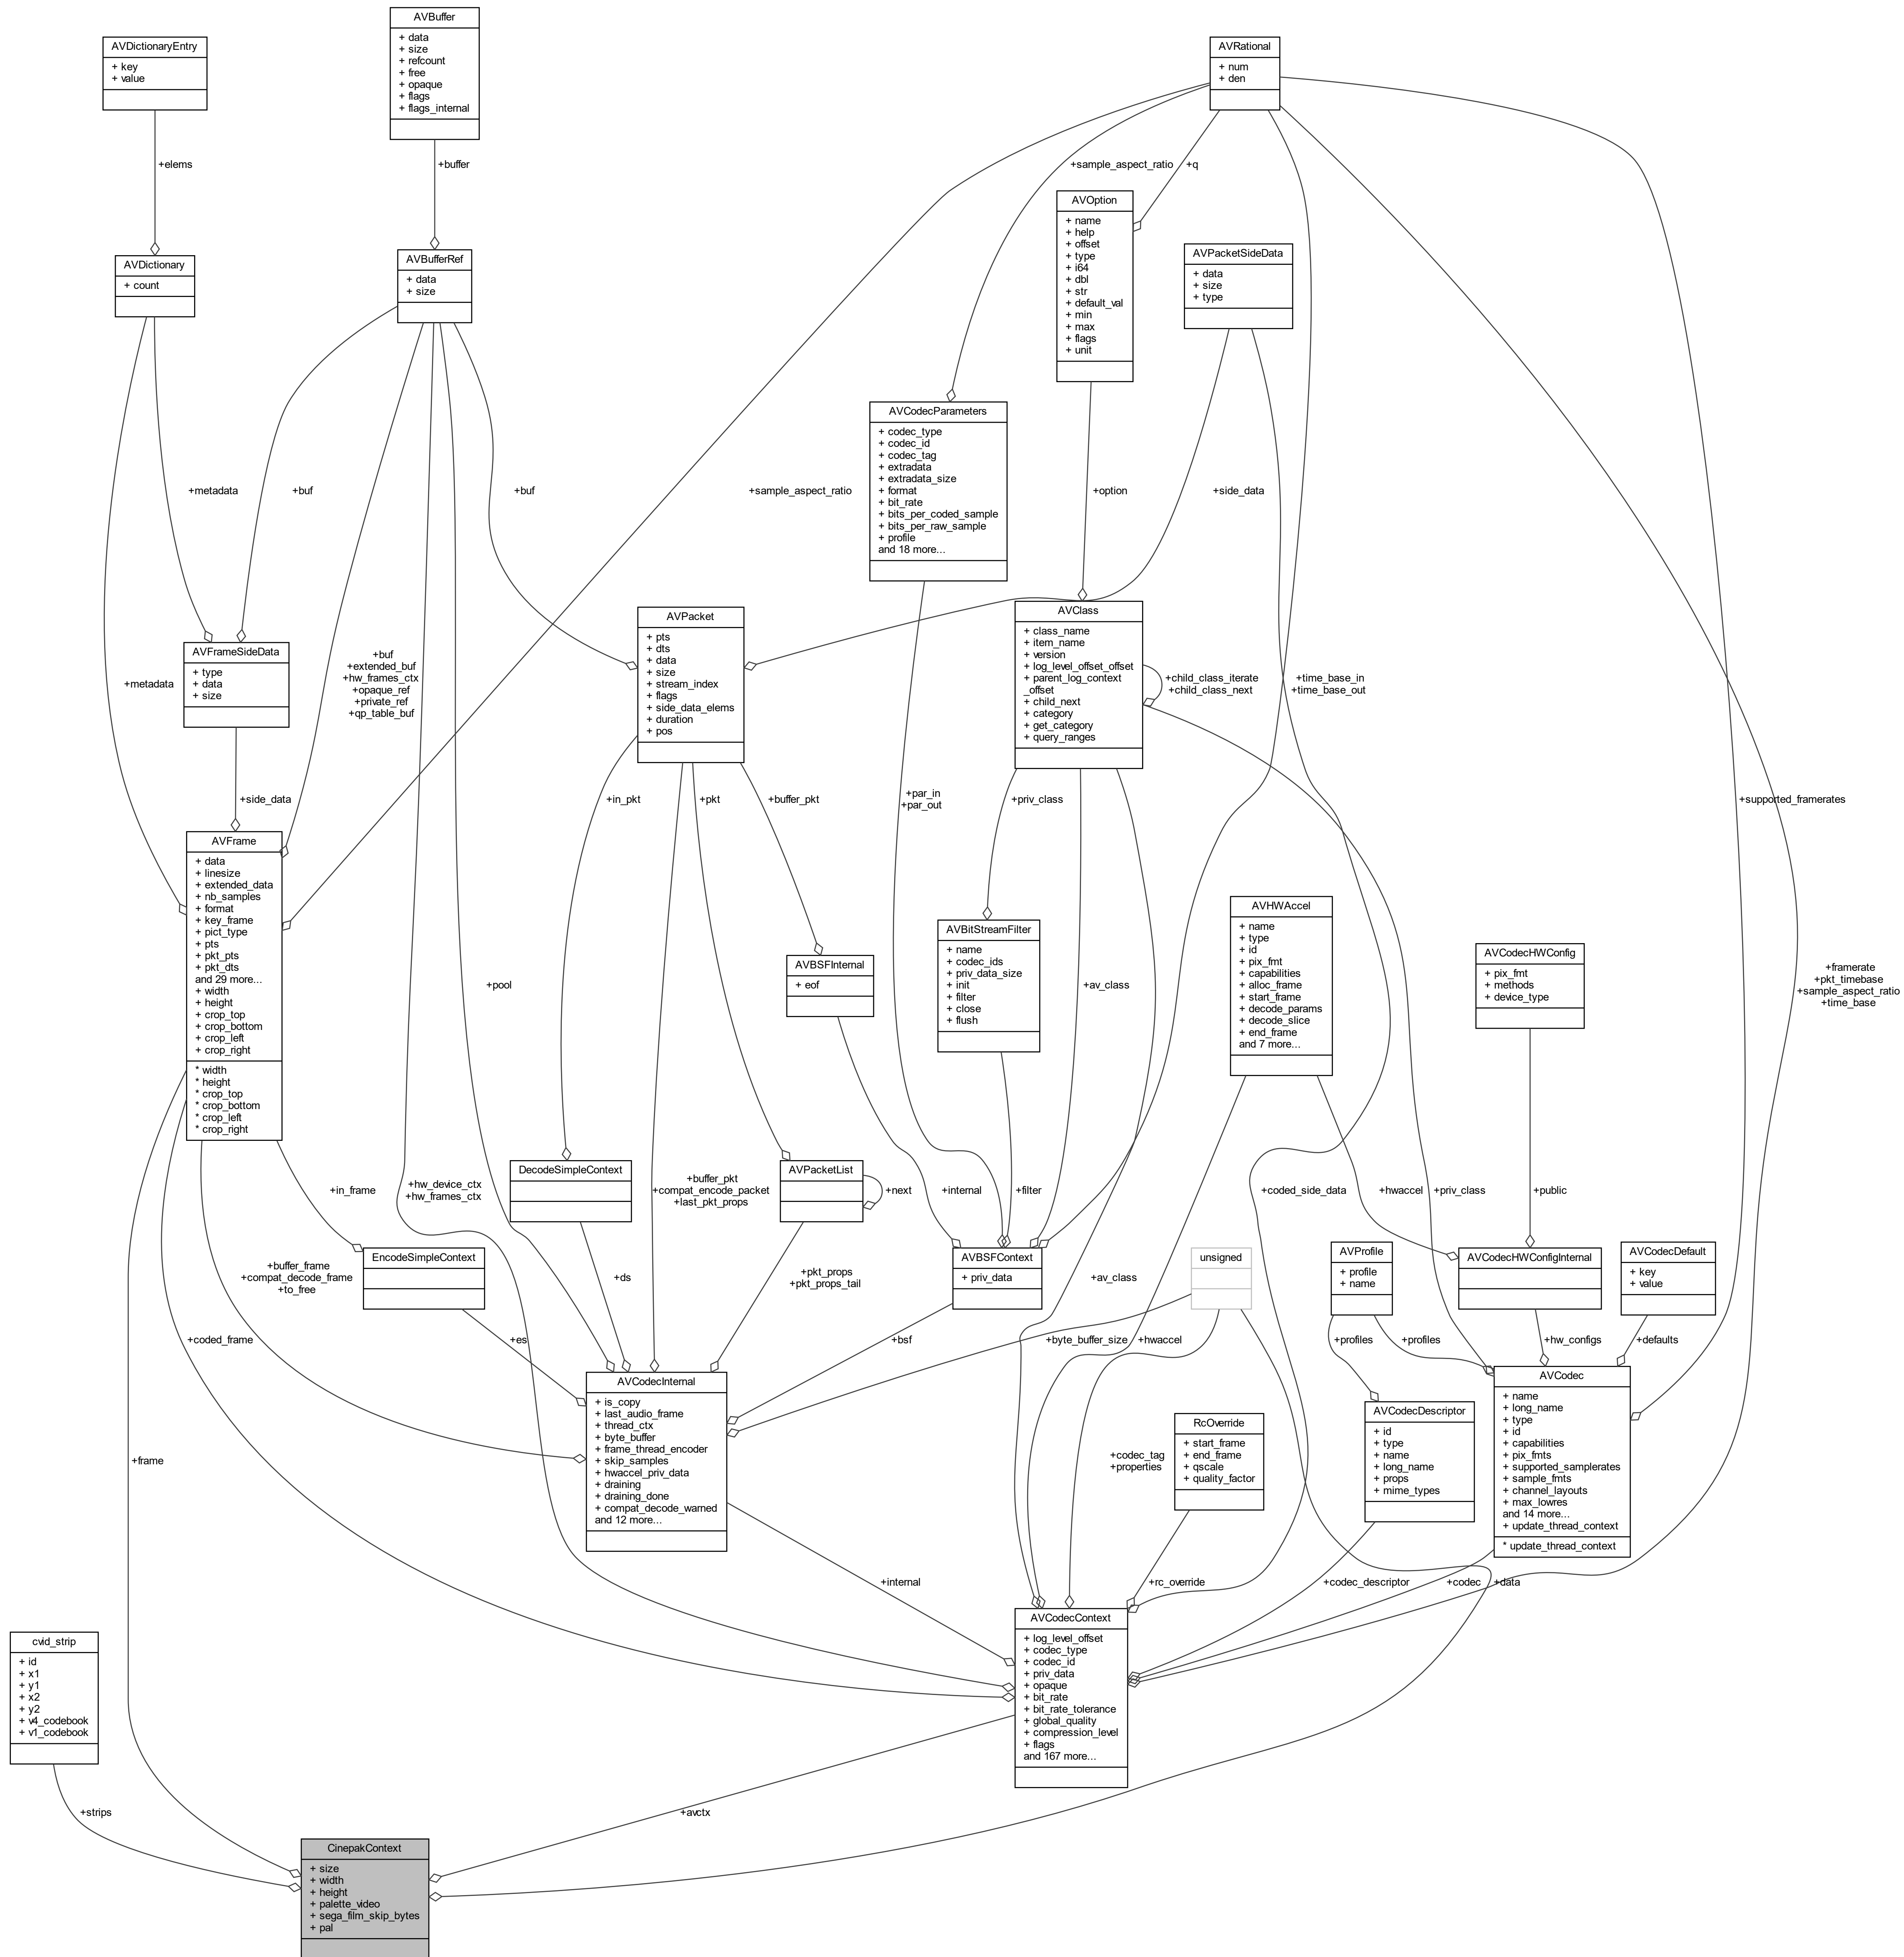 AVBuffer
+ data
+ size
+ refcount
+ free
+ opaque
+ flags
+ flags_internal
AVDictionaryEntry
+ key
+ value
AVRational
+ num
+ den
+elems
+buffer
+sample_aspect_ratio
+q
AVOption
+ name
+ help
+ offset
+ type
+ i64
+ dbl
+ str
+ default_val
+ min
+ max
+ flags
+ unit
AVDictionary
+ count
AVBufferRef
+ data
+ size
AVPacketSideData
+ data
+ size
+ type
AVCodecParameters
+ codec_type
+ codec_id
+ codec_tag
+ extradata
+ extradata_size
+ format
+ bit_rate
+ bits_per_coded_sample
+ bits_per_raw_sample
+ profile
and 18 more...
+metadata
+buf
+buf
+sample_aspect_ratio
+option
+side_data
AVFrameSideData
+ type
+ data
+ size
+metadata
+buf
+extended_buf
+hw_frames_ctx
+opaque_ref
+private_ref
+qp_table_buf
AVPacket
+ pts
+ dts
+ data
+ size
+ stream_index
+ flags
+ side_data_elems
+ duration
+ pos
AVClass
+ class_name
+ item_name
+ version
+ log_level_offset_offset
+ parent_log_context
_offset
+ child_next
+ category
+ get_category
+ query_ranges
+child_class_iterate
+child_class_next
+time_base_in
+time_base_out
+side_data
+in_pkt
+pkt
+buffer_pkt
+par_in
+par_out
+priv_class
+supported_framerates
AVFrame
+ data
+ linesize
+ extended_data
+ nb_samples
+ format
+ key_frame
+ pict_type
+ pts
+ pkt_pts
+ pkt_dts
and 29 more...
+ width
+ height
+ crop_top
+ crop_bottom
+ crop_left
+ crop_right
* width
* height
* crop_top
* crop_bottom
* crop_left
* crop_right
+pool
AVBSFInternal
+ eof
AVBitStreamFilter
+ name
+ codec_ids
+ priv_data_size
+ init
+ filter
+ close
+ flush
+av_class
AVHWAccel
+ name
+ type
+ id
+ pix_fmt
+ capabilities
+ alloc_frame
+ start_frame
+ decode_params
+ decode_slice
+ end_frame
and 7 more...
AVCodecHWConfig
+ pix_fmt
+ methods
+ device_type
+framerate
+pkt_timebase
+sample_aspect_ratio
+time_base
+in_frame
+hw_device_ctx
+hw_frames_ctx
DecodeSimpleContext
+buffer_pkt
+compat_encode_packet
+last_pkt_props
AVPacketList
+next
+internal
+filter
+coded_side_data
+hwaccel
+priv_class
+public
+buffer_frame
+compat_decode_frame
+to_free
EncodeSimpleContext
+ds
+pkt_props
+pkt_props_tail
AVBSFContext
+ priv_data
+av_class
unsigned
AVProfile
+ profile
+ name
AVCodecHWConfigInternal
AVCodecDefault
+ key
+ value
+coded_frame
+es
+bsf
+byte_buffer_size
+hwaccel
+profiles
+profiles
+hw_configs
+defaults
AVCodecInternal
+ is_copy
+ last_audio_frame
+ thread_ctx
+ byte_buffer
+ frame_thread_encoder
+ skip_samples
+ hwaccel_priv_data
+ draining
+ draining_done
+ compat_decode_warned
and 12 more...
+frame
+codec_tag
+properties
RcOverride
+ start_frame
+ end_frame
+ qscale
+ quality_factor
AVCodecDescriptor
+ id
+ type
+ name
+ long_name
+ props
+ mime_types
AVCodec
+ name
+ long_name
+ type
+ id
+ capabilities
+ pix_fmts
+ supported_samplerates
+ sample_fmts
+ channel_layouts
+ max_lowres
and 14 more...
+ update_thread_context
* update_thread_context
+internal
+rc_override
+codec_descriptor
+codec
+data
cvid_strip
+ id
+ x1
+ y1
+ x2
+ y2
+ v4_codebook
+ v1_codebook
AVCodecContext
+ log_level_offset
+ codec_type
+ codec_id
+ priv_data
+ opaque
+ bit_rate
+ bit_rate_tolerance
+ global_quality
+ compression_level
+ flags
and 167 more...
+strips
+avctx
CinepakContext
+ size
+ width
+ height
+ palette_video
+ sega_film_skip_bytes
+ pal